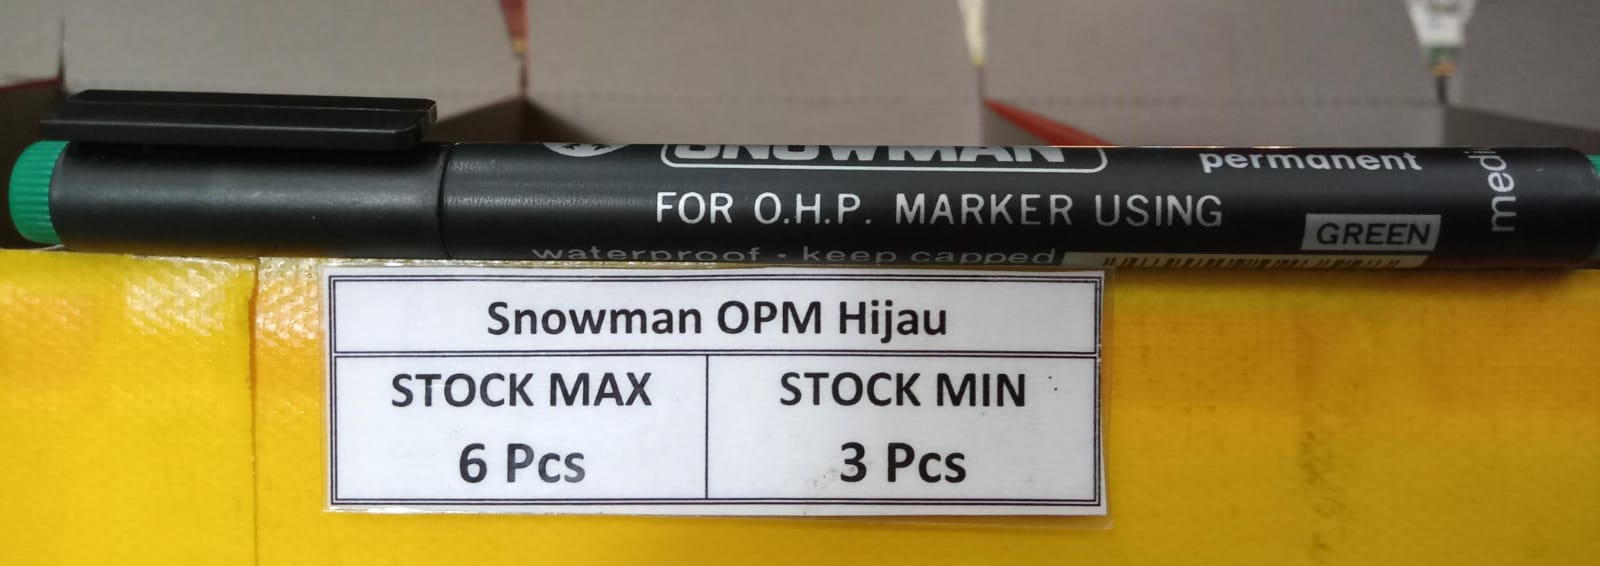 SNOWMAN
permanent
FOR O.H.P. MARKER USING
GREEN
waterproof · keep capped
Snowman OPM Hijau
STOCK MAX
STOCK MIN
6 Pcs
3 Pcs